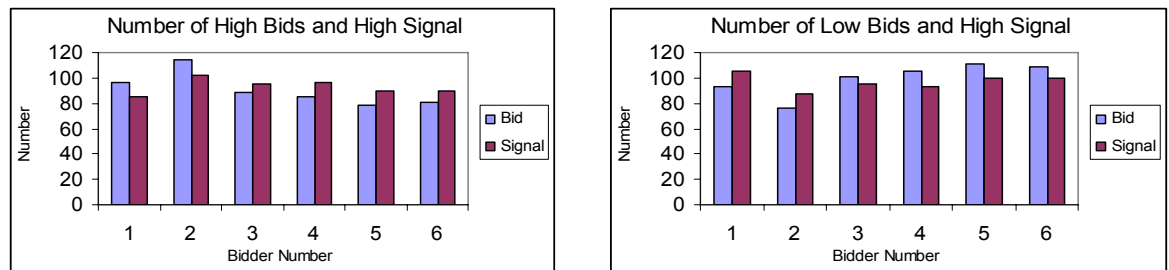 Number of High Bids and High Signal
120
100
80
60
40
20
0
Number
1 2 3 4 5 6
Bidder Number
Bid
Signal
Number of Low Bids and High Signal
120
100
80
60
40
20
0
Number
1 2 3 4 5 6
Bidder Number
Bid
Signal